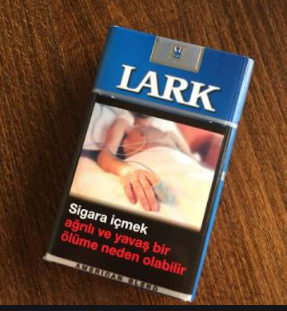 LARK
Sigara içmek
ağrılı ve yavaş bir
ölüme neden olabilir
AMERICAN BLEND